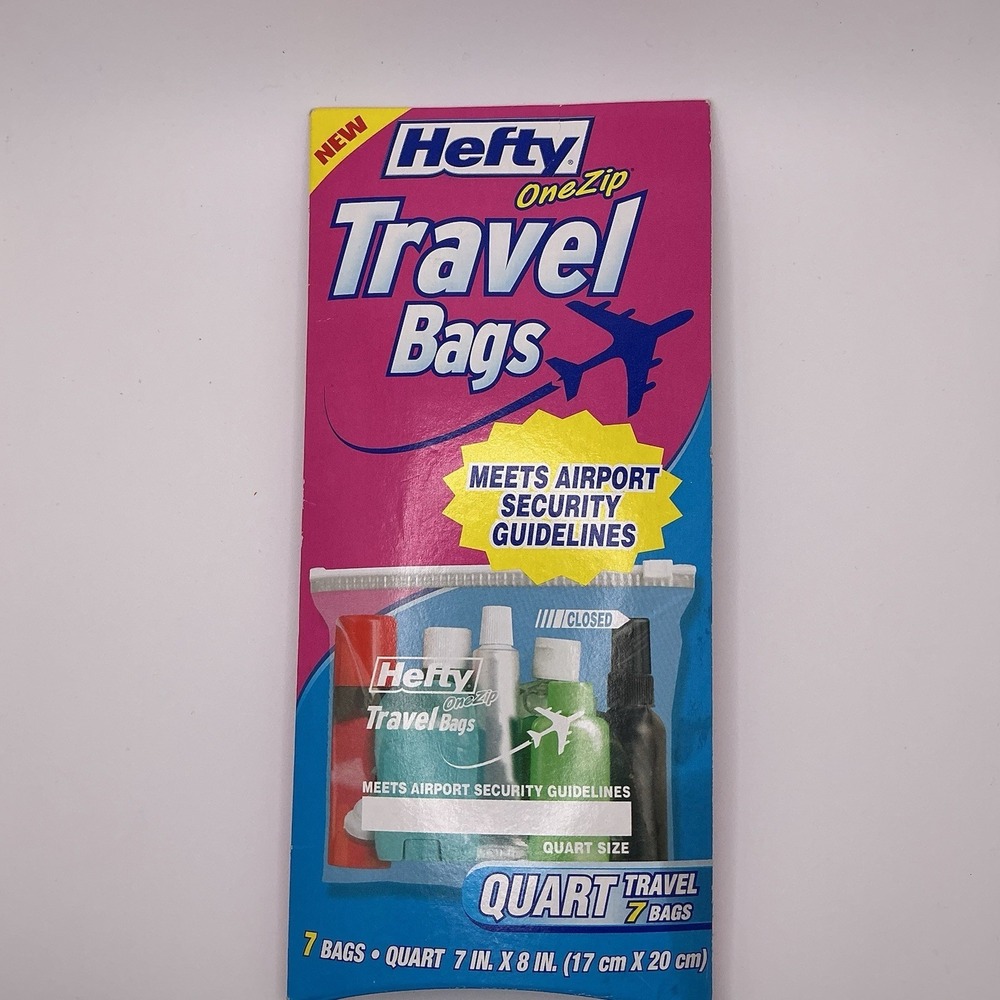 NEW
Hefty®
OneZip®
Travel
Bags
MEETS AIRPORT
SECURITY
GUIDELINES
CLOSED
Hefty®
OneZip
Travel Bags
MEETS AIRPORT SECURITY GUIDELINES
QUART SIZE
QUART TRAVEL
7 BAGS
7 BAGS • QUART 7 IN. X 8 IN. (17 cm X 20 cm)